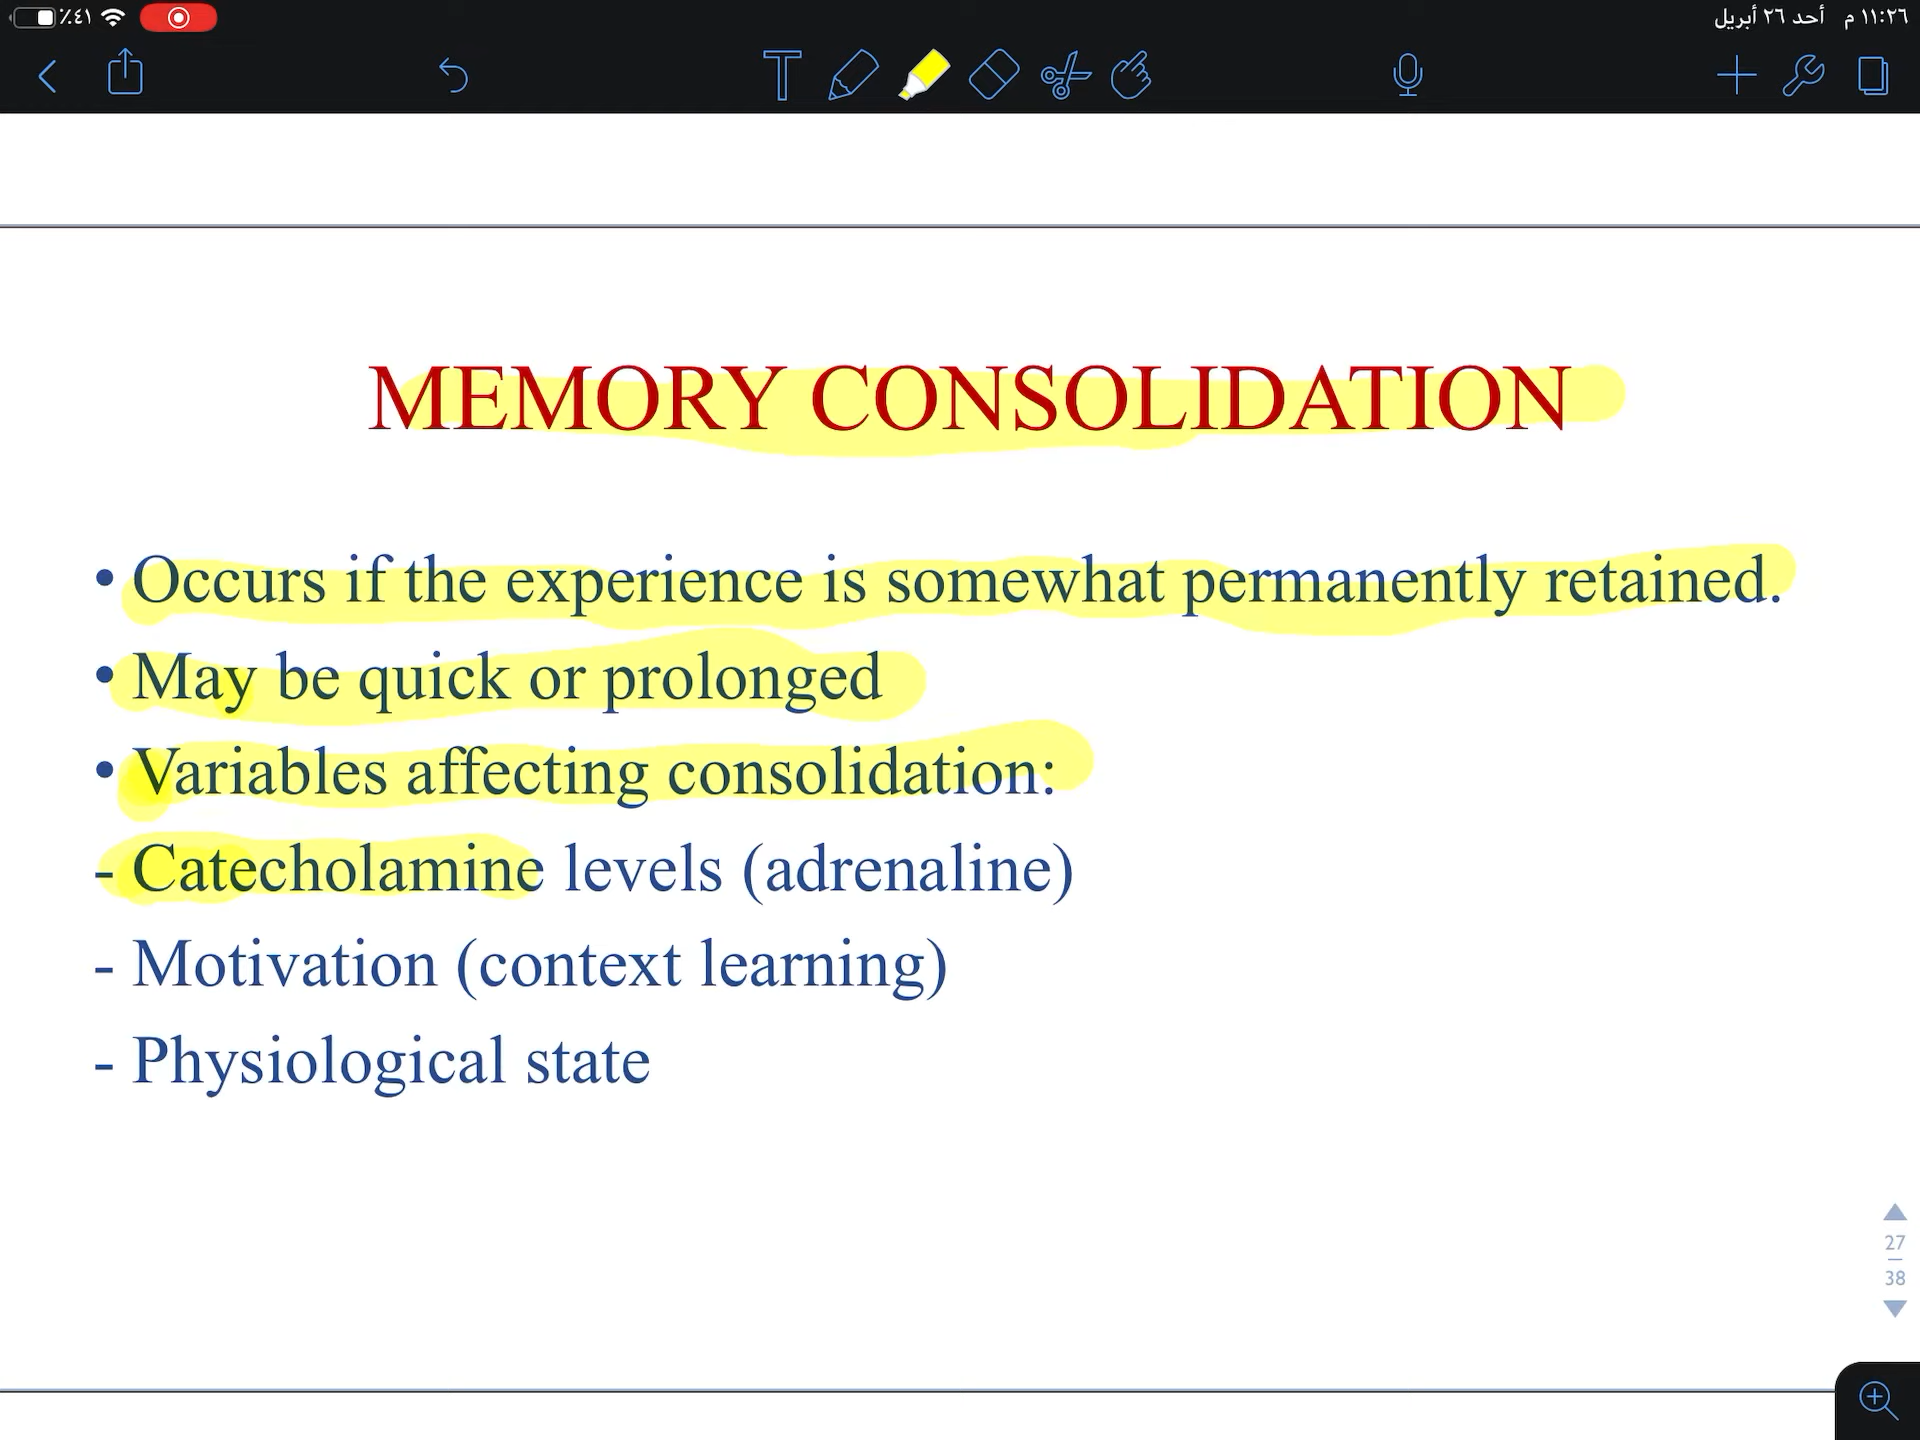 ٪٤١
١١:٢٦ م أحد ٢٦ أبريل
MEMORY CONSOLIDATION
• Occurs if the experience is somewhat permanently retained.
• May be quick or prolonged
• Variables affecting consolidation:
- Catecholamine levels (adrenaline)
- Motivation (context learning)
- Physiological state
27
38